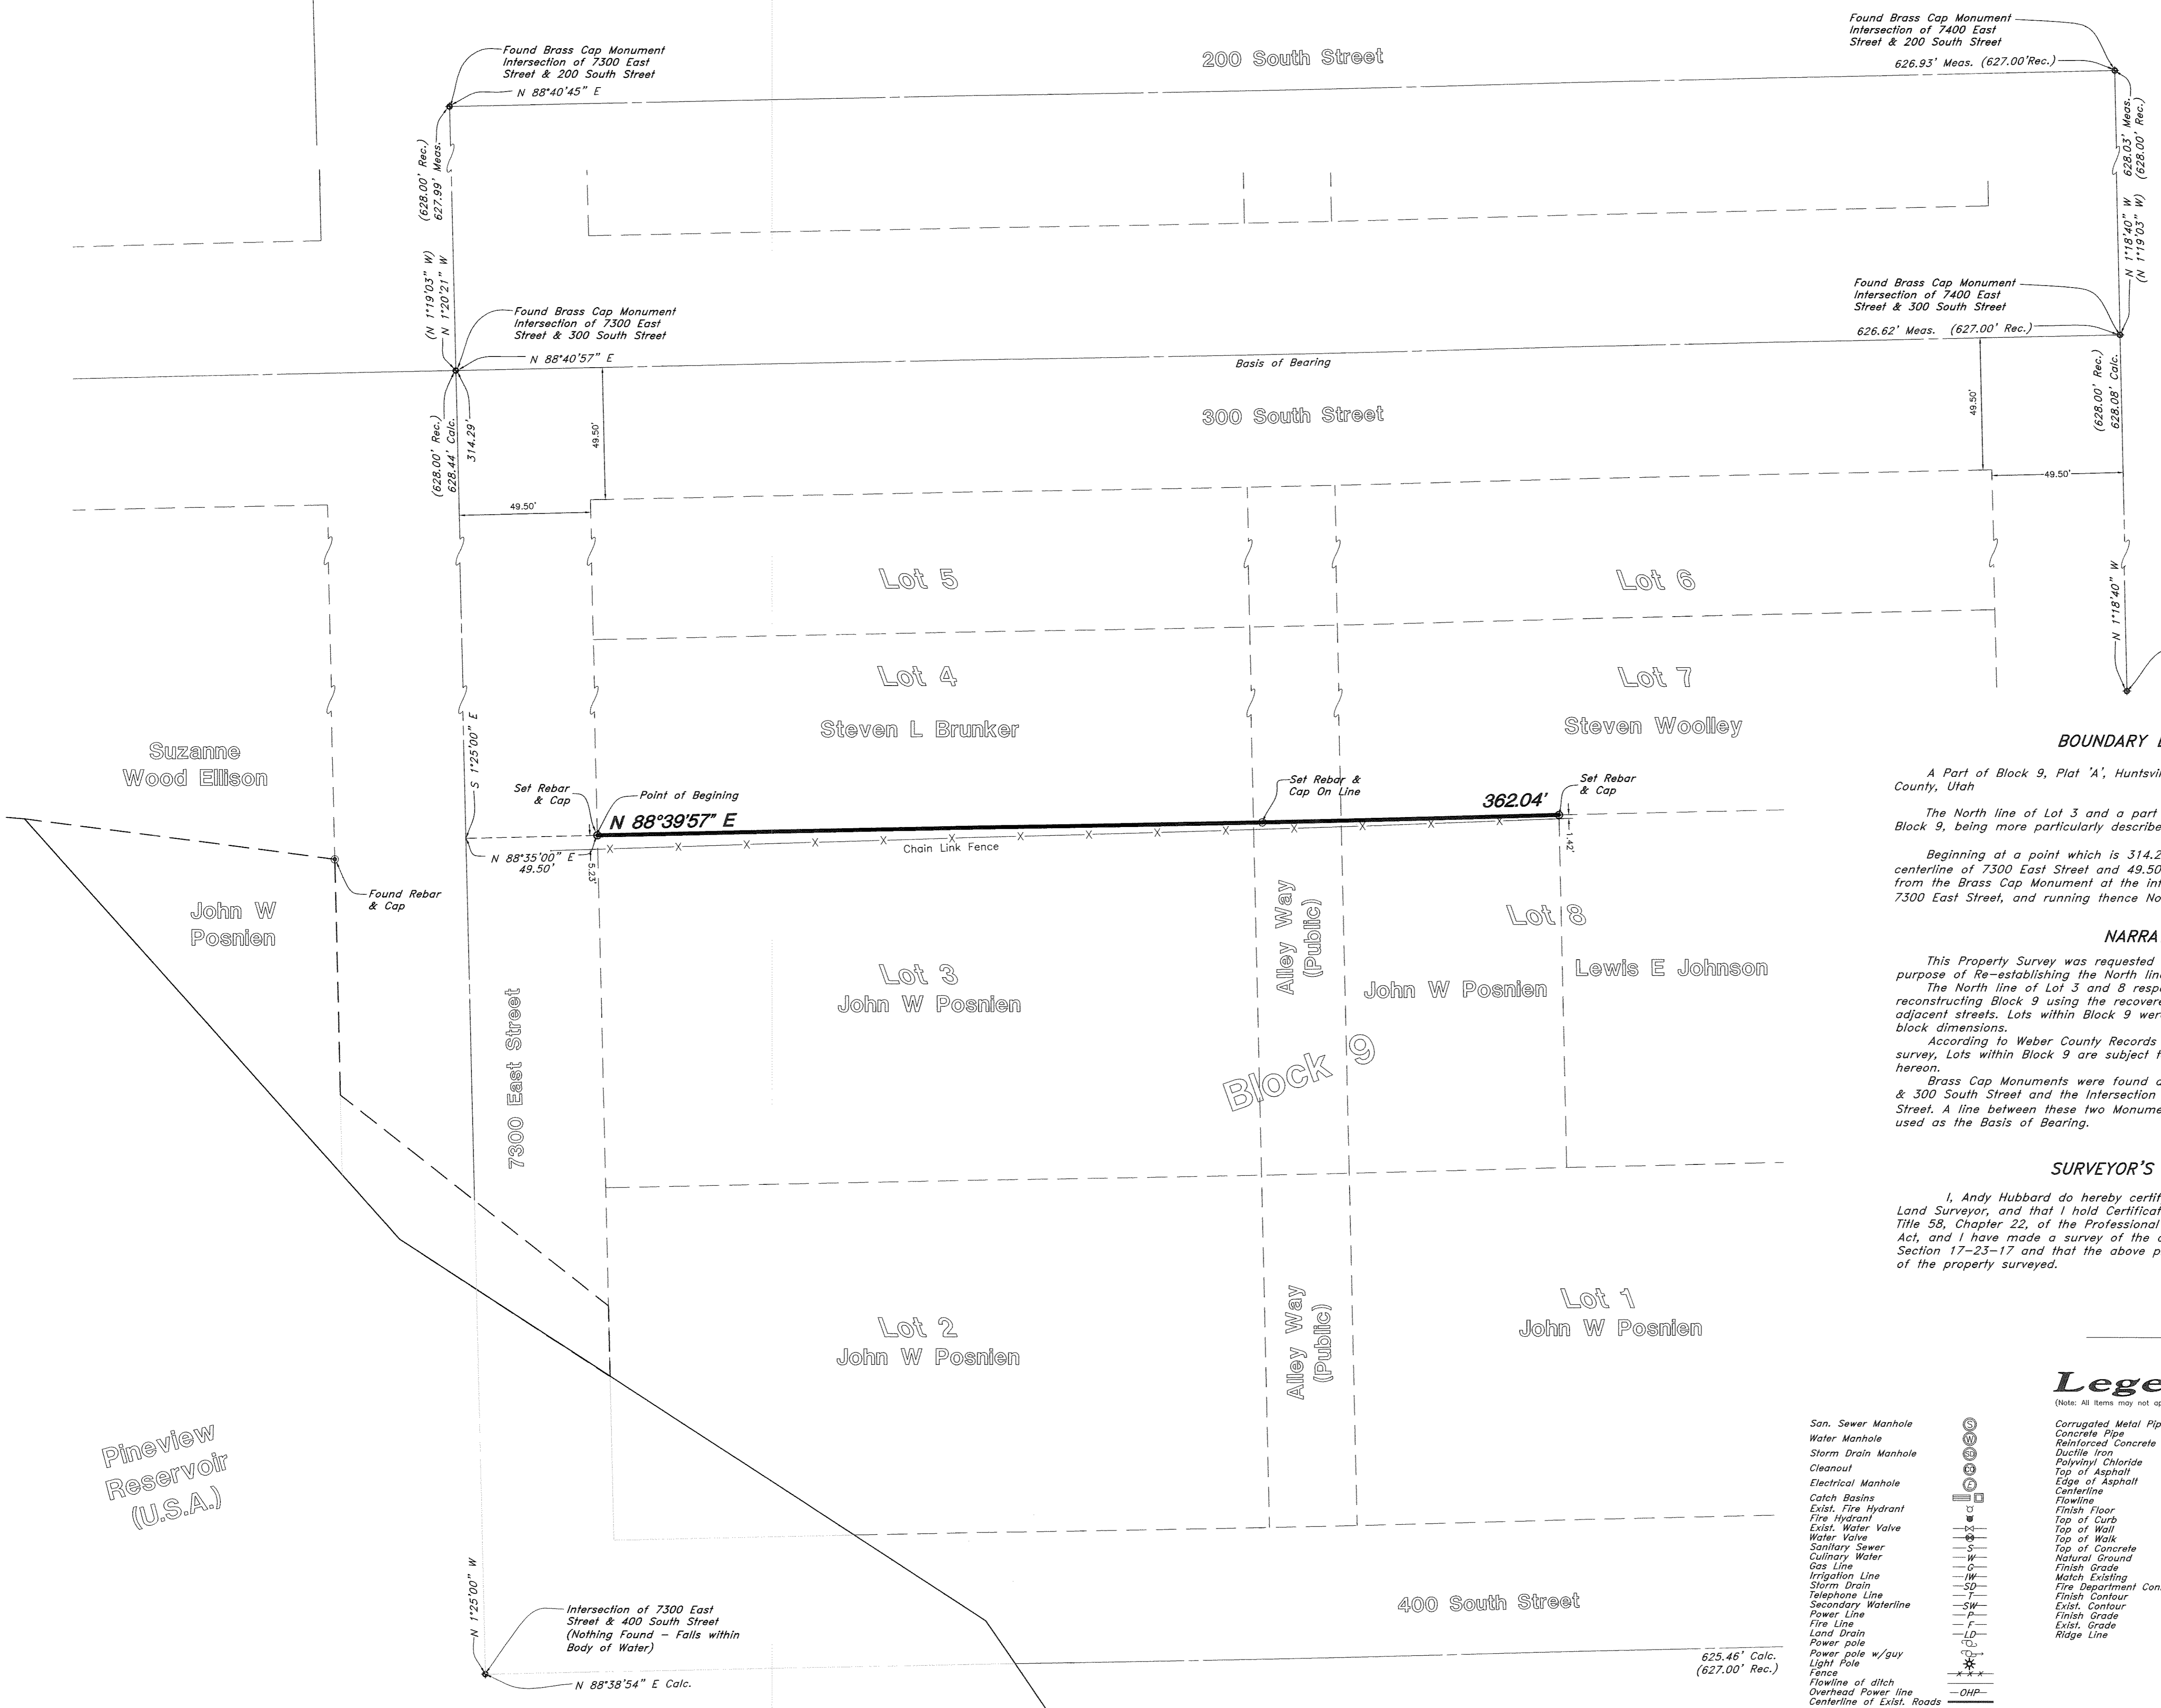 200 South Street
Found Brass Cap Monument
Intersection of 7300 East
Street & 200 South Street
N 88°40'45" E
Found Brass Cap Monument
Intersection of 7400 East
Street & 200 South Street
626.93' Meas. (627.00'Rec.)
(628.00' Rec.)
627.99' Meas.
(N 1°19'03" W)
N 1°20'21" W
628.03' Meas.
(628.00' Rec.)
N 1°18'40" W
(N 1°19'03" W)
Found Brass Cap Monument
Intersection of 7300 East
Street & 300 South Street
N 88°40'57" E
Found Brass Cap Monument
Intersection of 7400 East
Street & 300 South Street
626.62' Meas. (627.00' Rec.)
Basis of Bearing
300 South Street
(628.00' Rec.)
628.44' Calc.
314.29'
49.50'
49.50'
49.50'
49.50'
(628.00' Rec.)
628.08' Calc.
N 1°18'40" W
Lot 5
Lot 6
Lot 4
Steven L Brunker
Lot 7
Steven Woolley
Suzanne
Wood Ellison
S 1°25'00" E
Set Rebar
& Cap
Point of Begining
N 88°39'57" E
Set Rebar &
Cap On Line
362.04'
Set Rebar
& Cap
N 88°35'00" E
49.50'
5.23'
Chain Link Fence
1.42'
Found Rebar
& Cap
John W
Posnien
7300 East Street
Lot 3
John W Posnien
Alley Way
(Public)
Lot 8
John W Posnien
Lewis E Johnson
Block 9
Lot 2
John W Posnien
Alley Way
(Public)
Lot 1
John W Posnien
Pineview
Reservoir
(U.S.A.)
N 1°25'00" W
Intersection of 7300 East
Street & 400 South Street
(Nothing Found - Falls within
Body of Water)
N 88°38'54" E Calc.
400 South Street
625.46' Calc.
(627.00' Rec.)
BOUNDARY
A Part of Block 9, Plat 'A', Huntsvi
County, Utah
The North line of Lot 3 and a part
Block 9, being more particularly describe
Beginning at a point which is 314.2
centerline of 7300 East Street and 49.50
from the Brass Cap Monument at the int
7300 East Street, and running thence No
NARRA
This Property Survey was requested
purpose of Re-establishing the North line
The North line of Lot 3 and 8 resp
reconstructing Block 9 using the recovere
adjacent streets. Lots within Block 9 wer
block dimensions.
According to Weber County Records
survey, Lots within Block 9 are subject t
hereon.
Brass Cap Monuments were found a
& 300 South Street and the Intersection
Street. A line between these two Monume
used as the Basis of Bearing.
SURVEYOR'S
I, Andy Hubbard do hereby certif
Land Surveyor, and that I hold Certificat
Title 58, Chapter 22, of the Professional
Act, and I have made a survey of the
Section 17-23-17 and that the above p
of the property surveyed.
Lege
(Note: All Items may not ap
San. Sewer Manhole S
Water Manhole W
Storm Drain Manhole SD
Cleanout CO
Electrical Manhole E
Catch Basins
Exist. Fire Hydrant
Fire Hydrant
Exist. Water Valve
Water Valve
Sanitary Sewer S
Culinary Water W
Gas Line G
Irrigation Line IW
Storm Drain SD
Telephone Line T
Secondary Waterline SW
Power Line P
Fire Line F
Land Drain LD
Power pole
Power pole w/guy
Light Pole
Fence x x x
Flowline of ditch
Overhead Power line OHP
Centerline of Exist. Roads
Corrugated Metal Pip
Concrete Pipe
Reinforced Concrete
Ductile Iron
Polyvinyl Chloride
Top of Asphalt
Edge of Asphalt
Centerline
Flowline
Finish Floor
Top of Curb
Top of Wall
Top of Walk
Top of Concrete
Natural Ground
Finish Grade
Match Existing
Fire Department Con
Finish Contour
Exist. Contour
Finish Grade
Exist. Grade
Ridge Line